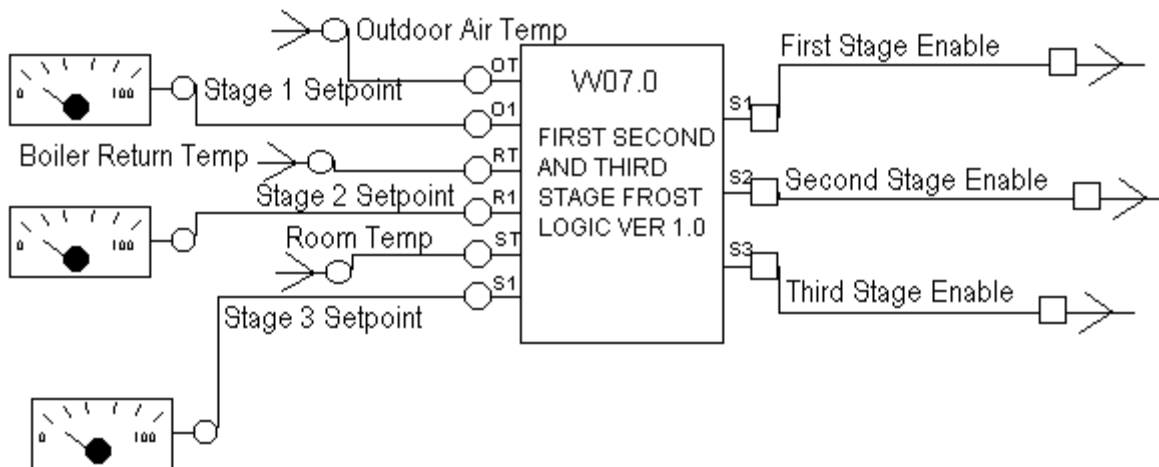 Outdoor Air Temp
First Stage Enable
OT
W07.0
0 100
Stage 1 Setpoint
O1
S1
FIRST SECOND
AND THIRD
STAGE FROST
LOGIC VER 1.0
Boiler Return Temp
RT
Stage 2 Setpoint
R1
S2
Second Stage Enable
0 100
Room Temp
ST
S3
S1
Third Stage Enable
Stage 3 Setpoint
0 100